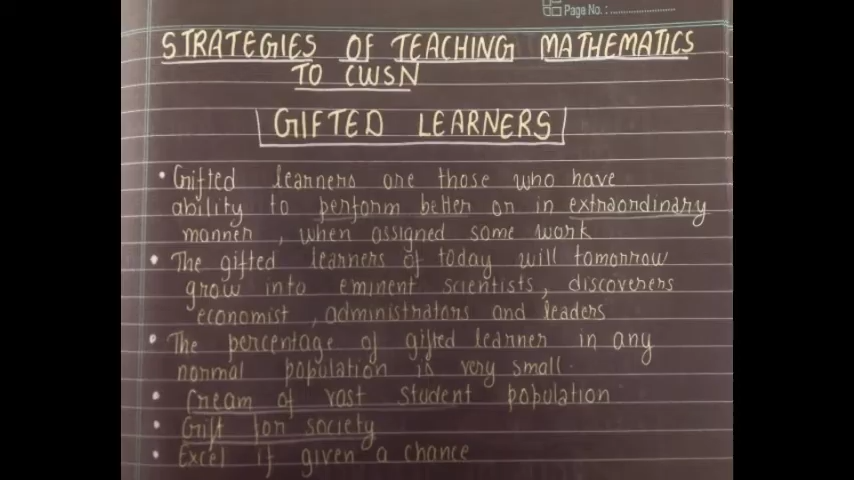 Page No. : ........................
STRATEGIES OF TEACHING MATHEMATICS
TO CWSN
GIFTED LEARNERS
• Gifted learners are those who have
ability to perform better or in extraordinary
manner, when assigned some work
• The gifted learners of today will tomorrow
grow into eminent scientists, discoverers
economist, administrators and leaders
• The percentage of gifted learner in any
normal population is very small.
• Cream of vast student population
• Gift for society
• Excel if given a chance